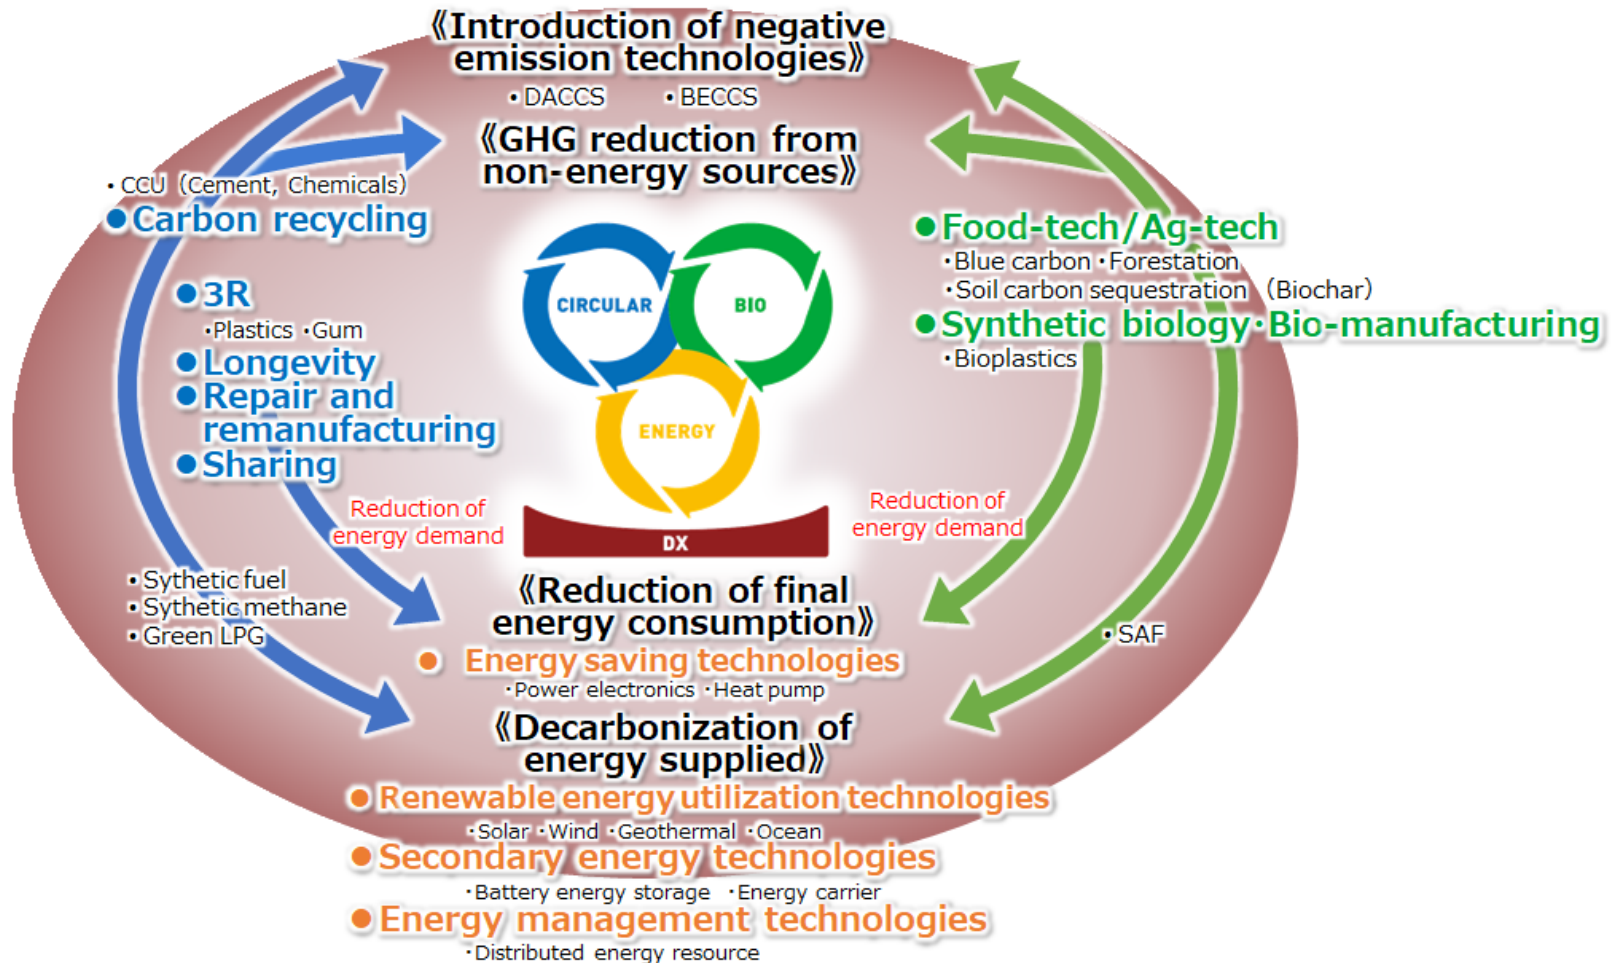 《Introduction of negative
emission technologies》
・DACCS ・BECCS
《GHG reduction from
non-energy sources》
・CCU（Cement, Chemicals）
●Carbon recycling
●3R
・Plastics ・Gum
●Longevity
●Repair and
remanufacturing
●Sharing
Reduction of
energy demand
・Sythetic fuel
・Sythetic methane
・Green LPG
CIRCULAR
BIO
ENERGY
DX
●Food-tech/Ag-tech
・Blue carbon ・Forestation
・Soil carbon sequestration （Biochar）
●Synthetic biology・Bio-manufacturing
・Bioplastics
Reduction of
energy demand
・SAF
《Reduction of final
energy consumption》
● Energy saving technologies
・Power electronics ・Heat pump
《Decarbonization of
energy supplied》
●Renewable energy utilization technologies
・Solar ・Wind ・Geothermal ・Ocean
●Secondary energy technologies
・Battery energy storage ・Energy carrier
●Energy management technologies
・Distributed energy resource